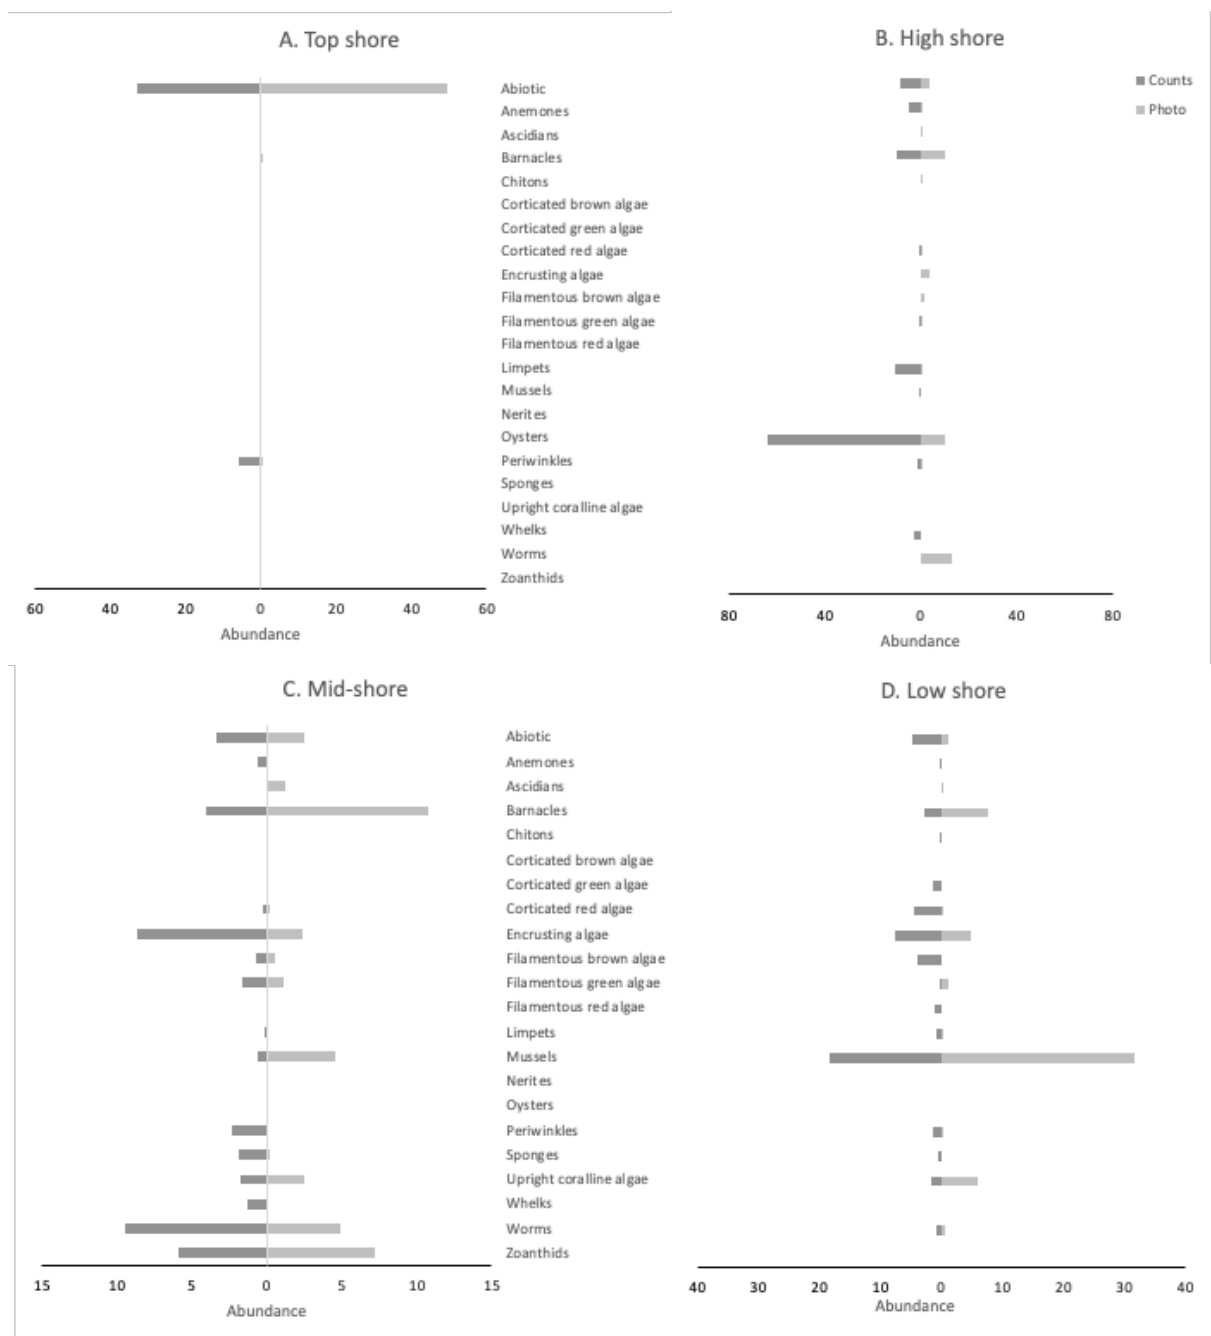 A. Top shore
Abiotic
Anemones
Ascidians
Barnacles
Chitons
Corticated brown algae
Corticated green algae
Corticated red algae
Encrusting algae
Filamentous brown algae
Filamentous green algae
Filamentous red algae
Limpets
Mussels
Nerites
Oysters
Periwinkles
Sponges
Upright coralline algae
Whelks
Worms
Zoanthids
60 40 20 0 20 40 60
Abundance
B. High shore
Counts
Photo
80 40 0 40 80
Abundance
C. Mid-shore
Abiotic
Anemones
Ascidians
Barnacles
Chitons
Corticated brown algae
Corticated green algae
Corticated red algae
Encrusting algae
Filamentous brown algae
Filamentous green algae
Filamentous red algae
Limpets
Mussels
Nerites
Oysters
Periwinkles
Sponges
Upright coralline algae
Whelks
Worms
Zoanthids
15 10 5 0 5 10 15
Abundance
D. Low shore
40 30 20 10 0 10 20 30 40
Abundance